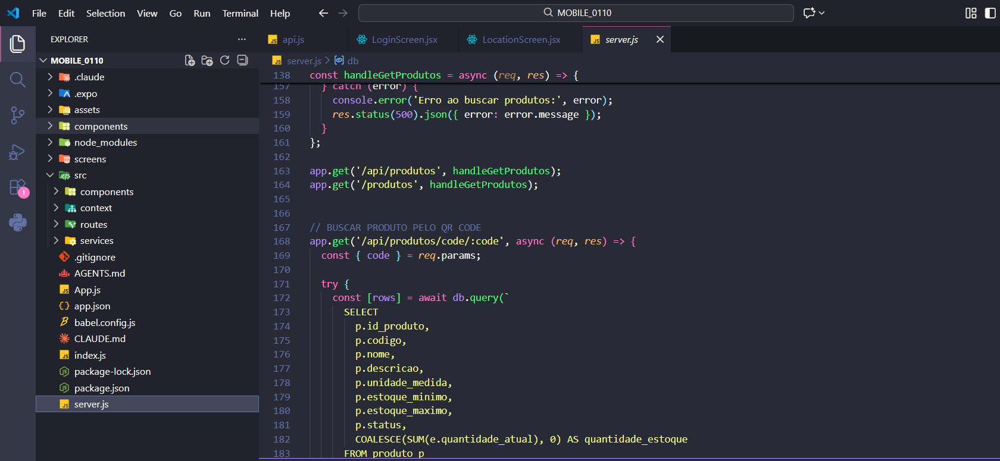 File Edit Selection View Go Run Terminal Help
MOBILE_0110
EXPLORER
MOBILE_0110
.claude
.expo
assets
components
node_modules
screens
src
components
context
routes
services
.gitignore
AGENTS.md
App.js
app.json
babel.config.js
CLAUDE.md
index.js
package-lock.json
package.json
server.js
1
api.js LoginScreen.jsx LocationScreen.jsx server.js
server.js > db
138 const handleGetProdutos = async (req, res) => {
157 } catch (error) {
158 console.error('Erro ao buscar produtos:', error);
159 res.status(500).json({ error: error.message });
160 }
161 };
162
163 app.get('/api/produtos', handleGetProdutos);
164 app.get('/produtos', handleGetProdutos);
165
166
167 // BUSCAR PRODUTO PELO QR CODE
168 app.get('/api/produtos/code/:code', async (req, res) => {
169 const { code } = req.params;
170
171 try {
172 const [rows] = await db.query(`
173 SELECT
174 p.id_produto,
175 p.codigo,
176 p.nome,
177 p.descricao,
178 p.unidade_medida,
179 p.estoque_minimo,
180 p.estoque_maximo,
181 p.status,
182 COALESCE(SUM(e.quantidade_atual), 0) AS quantidade_estoque
183 FROM produto p